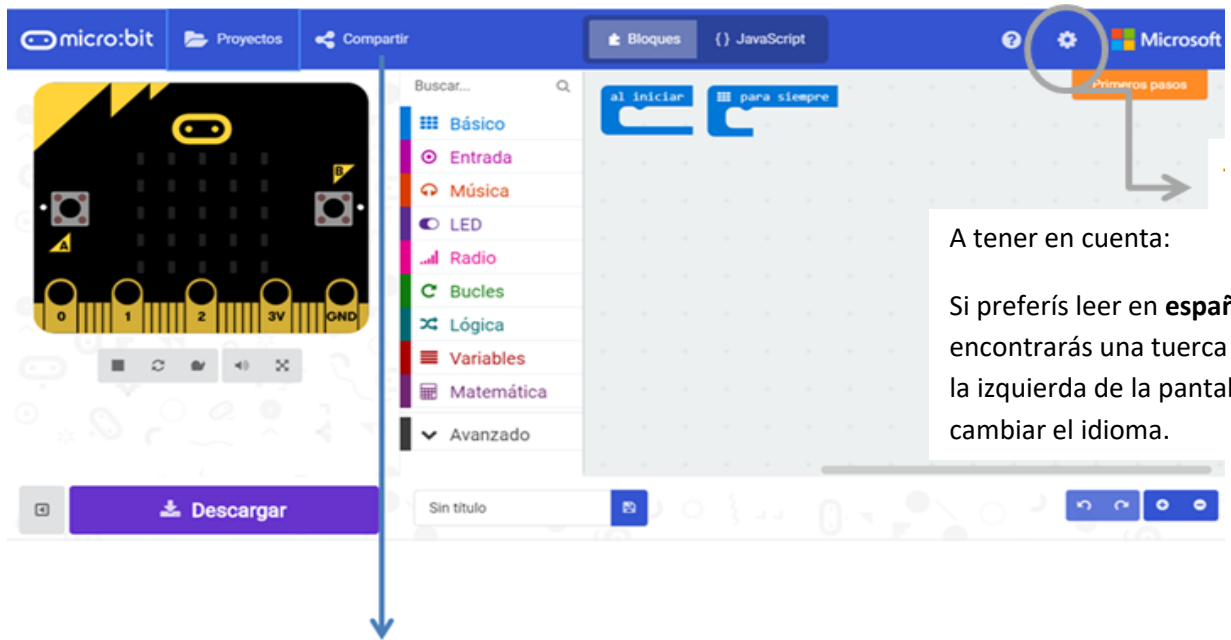 micro:bit Proyectos Compartir Bloques {} JavaScript ? Microsoft
Primeros pasos
Buscar...
al iniciar para siempre
Básico
Entrada
Música
LED
Radio
Bucles
Lógica
Variables
Matemática
Avanzado
B
A
0 1 2 3V GND
A tener en cuenta:
Si preferís leer en
encontrarás una tuerca
la izquierda de la
cambiar el idioma.
Descargar
Sin título